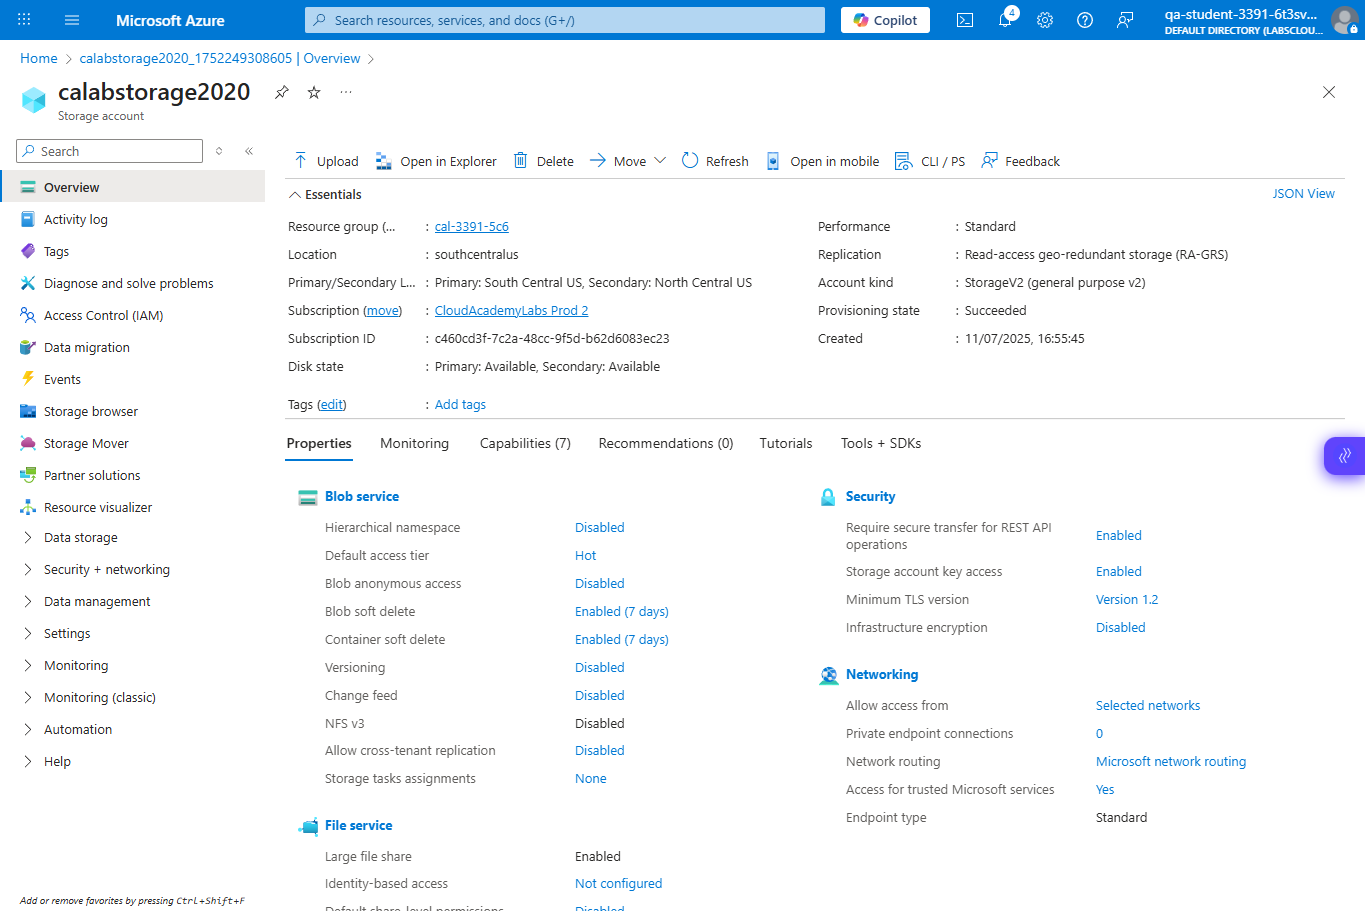 Microsoft Azure
Search resources, services, and docs (G+/)
Copilot
4
qa-student-3391-6t3sv...
DEFAULT DIRECTORY (LABSCLOU...
Home > calabstorage2020_1752249308605 | Overview >
calabstorage2020
Storage account
Search
Overview
Activity log
Tags
Diagnose and solve problems
Access Control (IAM)
Data migration
Events
Storage browser
Storage Mover
Partner solutions
Resource visualizer
Data storage
Security + networking
Data management
Settings
Monitoring
Monitoring (classic)
Automation
Help
Add or remove favorites by pressing Ctrl+Shift+F
Upload Open in Explorer Delete Move Refresh Open in mobile CLI / PS Feedback
Essentials
JSON View
Resource group (... : cal-3391-5c6
Location : southcentralus
Primary/Secondary L... : Primary: South Central US, Secondary: North Central US
Subscription (move) : CloudAcademyLabs Prod 2
Subscription ID : c460cd3f-7c2a-48cc-9f5d-b62d6083ec23
Disk state : Primary: Available, Secondary: Available
Tags (edit) : Add tags
Performance : Standard
Replication : Read-access geo-redundant storage (RA-GRS)
Account kind : StorageV2 (general purpose v2)
Provisioning state : Succeeded
Created : 11/07/2025, 16:55:45
Properties Monitoring Capabilities (7) Recommendations (0) Tutorials Tools + SDKs
Blob service
Hierarchical namespace Disabled
Default access tier Hot
Blob anonymous access Disabled
Blob soft delete Enabled (7 days)
Container soft delete Enabled (7 days)
Versioning Disabled
Change feed Disabled
NFS v3 Disabled
Allow cross-tenant replication Disabled
Storage tasks assignments None
File service
Large file share Enabled
Identity-based access Not configured
Default share-level permissions Disabled
Security
Require secure transfer for REST API
operations Enabled
Storage account key access Enabled
Minimum TLS version Version 1.2
Infrastructure encryption Disabled
Networking
Allow access from Selected networks
Private endpoint connections 0
Network routing Microsoft network routing
Access for trusted Microsoft services Yes
Endpoint type Standard